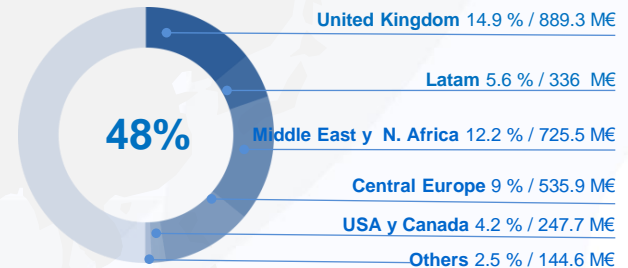 United Kingdom 14.9 % / 889.3 M€
Latam 5.6 % / 336 M€
48%
Middle East y N. Africa 12.2 % / 725.5 M€
Central Europe 9 % / 535.9 M€
USA y Canada 4.2 % / 247.7 M€
Others 2.5 % / 144.6 M€